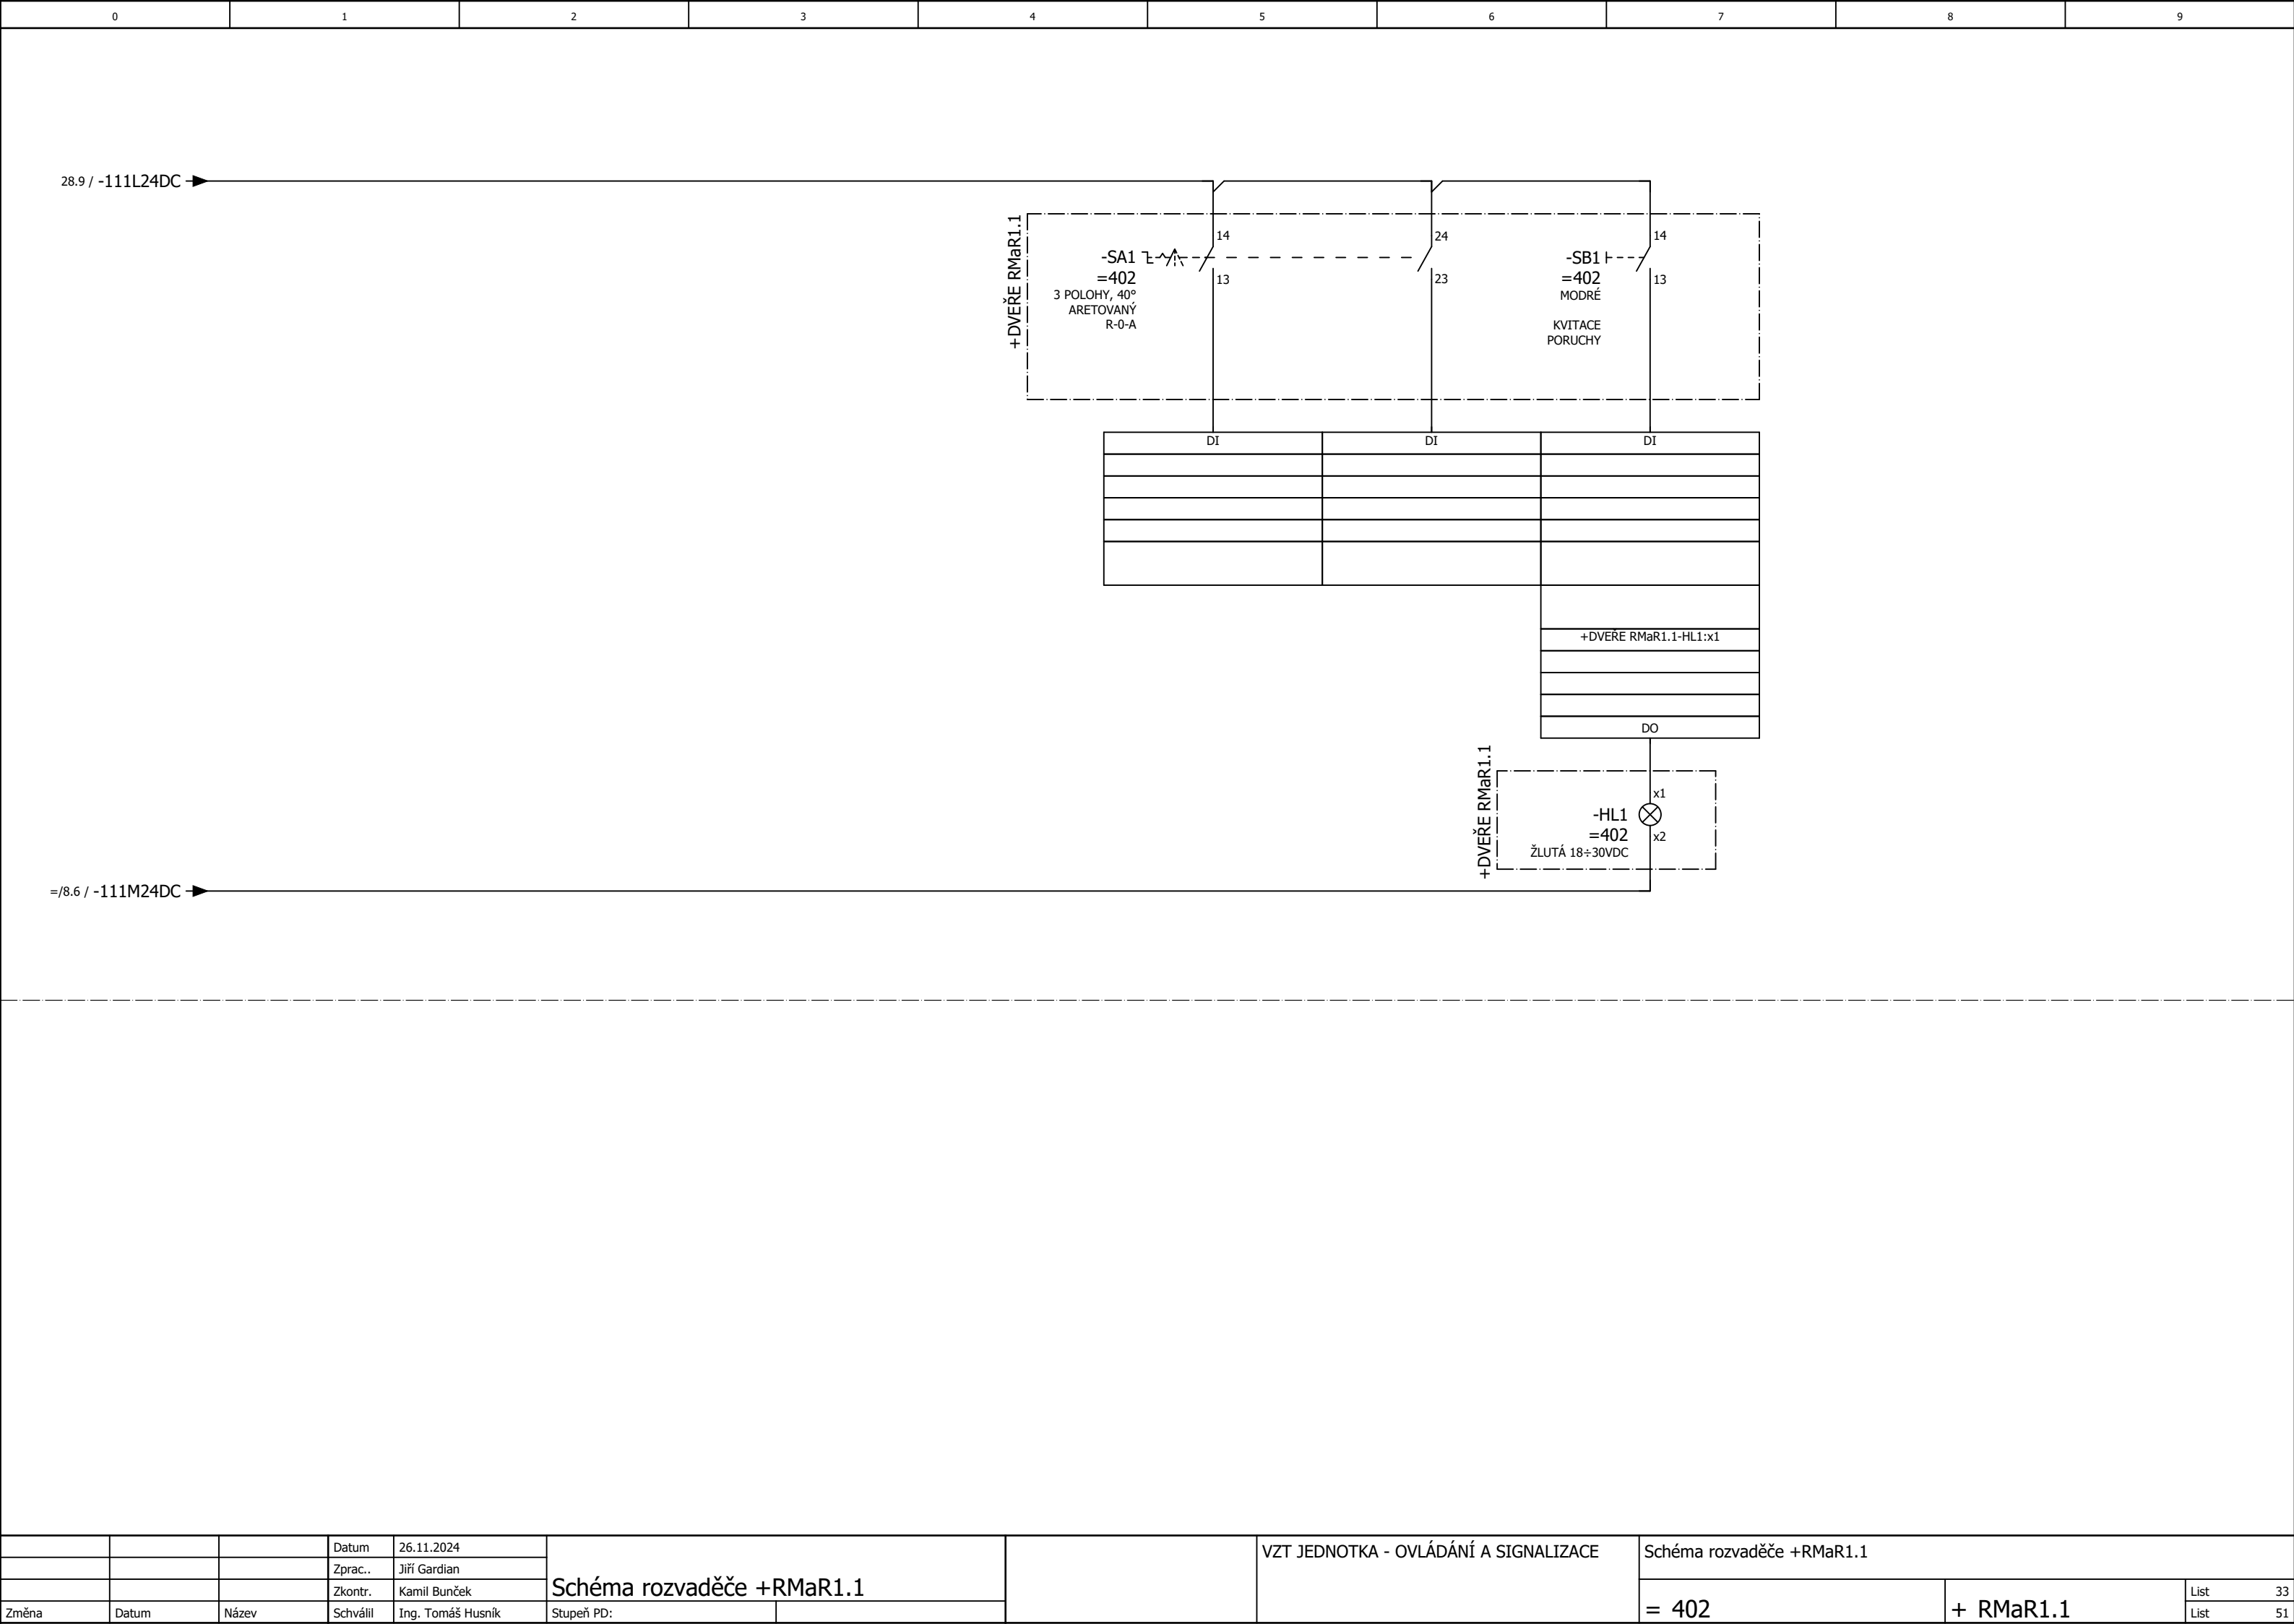 0 1 2 3 4 5 6 7 8 9
28.9 / -111L24DC
+DVEŘE RMaR1.1
-SA1
=402
3 POLOHY, 40°
ARETOVANÝ
R-0-A
14
13
24
23
-SB1
=402
MODRÉ
KVITACE
PORUCHY
14
13
DI DI DI
+DVEŘE RMaR1.1-HL1:x1
DO
+DVEŘE RMaR1.1
-HL1
=402
ŽLUTÁ 18÷30VDC
x1
x2
=/8.6 / -111M24DC
Datum 26.11.2024
Zprac.. Jiří Gardian
Zkontr. Kamil Bunček
Změna Datum Název Schválil Ing. Tomáš Husník
Schéma rozvaděče +RMaR1.1
Stupeň PD:
VZT JEDNOTKA - OVLÁDÁNÍ A SIGNALIZACE
Schéma rozvaděče +RMaR1.1
= 402
+ RMaR1.1
List 33
List 51